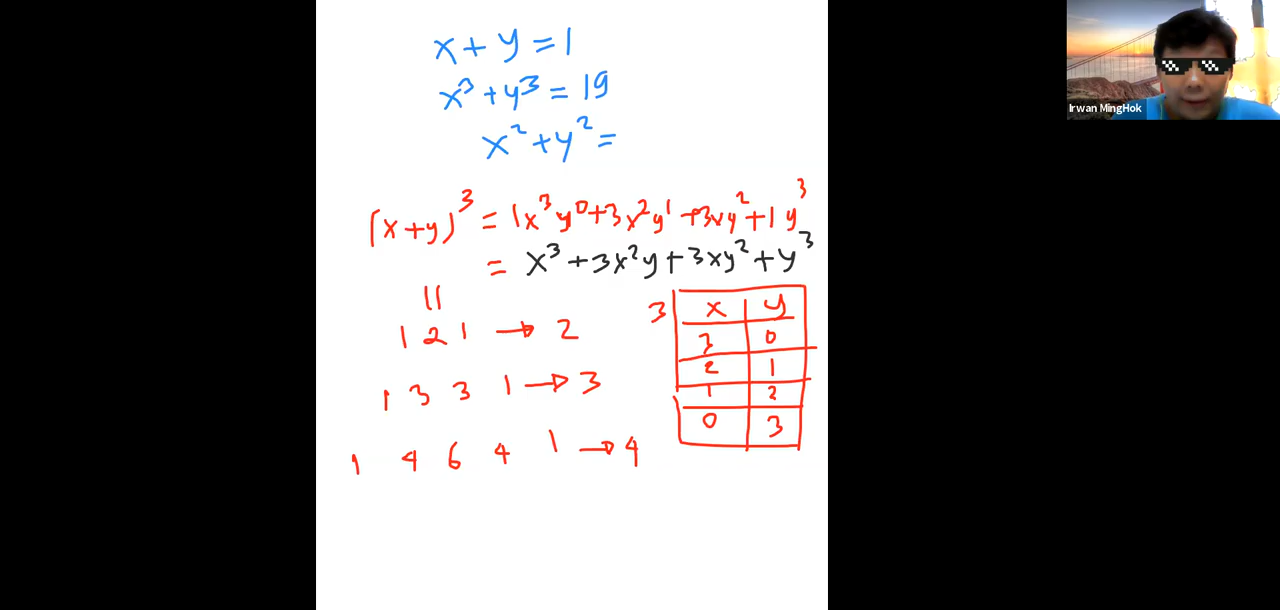 x + y = 1
x³ + y³ = 19
x² + y² =
(x + y)³ = 1x³y⁰ + 3x²y¹ + 3xy² + 1y³
= x³ + 3x²y + 3xy² + y³
11
1 2 1 → 2
1 3 3 1 → 3
1 4 6 4 1 → 4
3 x y
3 0
2 1
1 2
0 3
Irwan MingHok